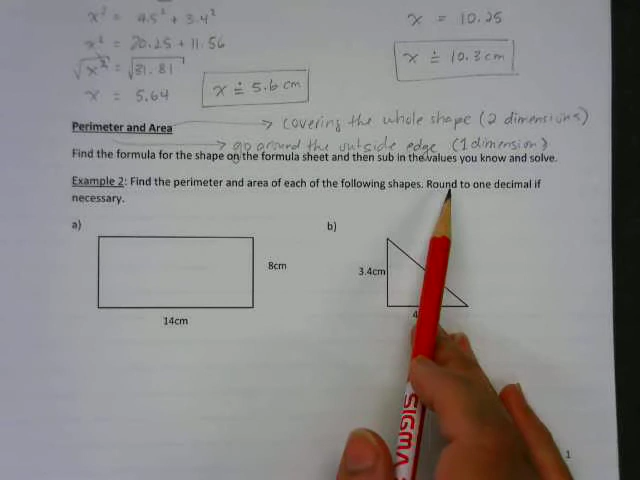 x² = 4.5² + 3.4²
x² = 20.25 + 11.56
√x² = √31.81
x = 5.64
x ≐ 5.6 cm
x = 10.25
x ≐ 10.3 cm
Perimeter and Area → covering the whole shape (2 dimensions)
→ go around the outside edge (1 dimension)
Find the formula for the shape on the formula sheet and then sub in the values you know and solve.
Example 2: Find the perimeter and area of each of the following shapes. Round to one decimal if
necessary.
a)
b)
8cm
3.4cm
14cm
4
SIGMA
1